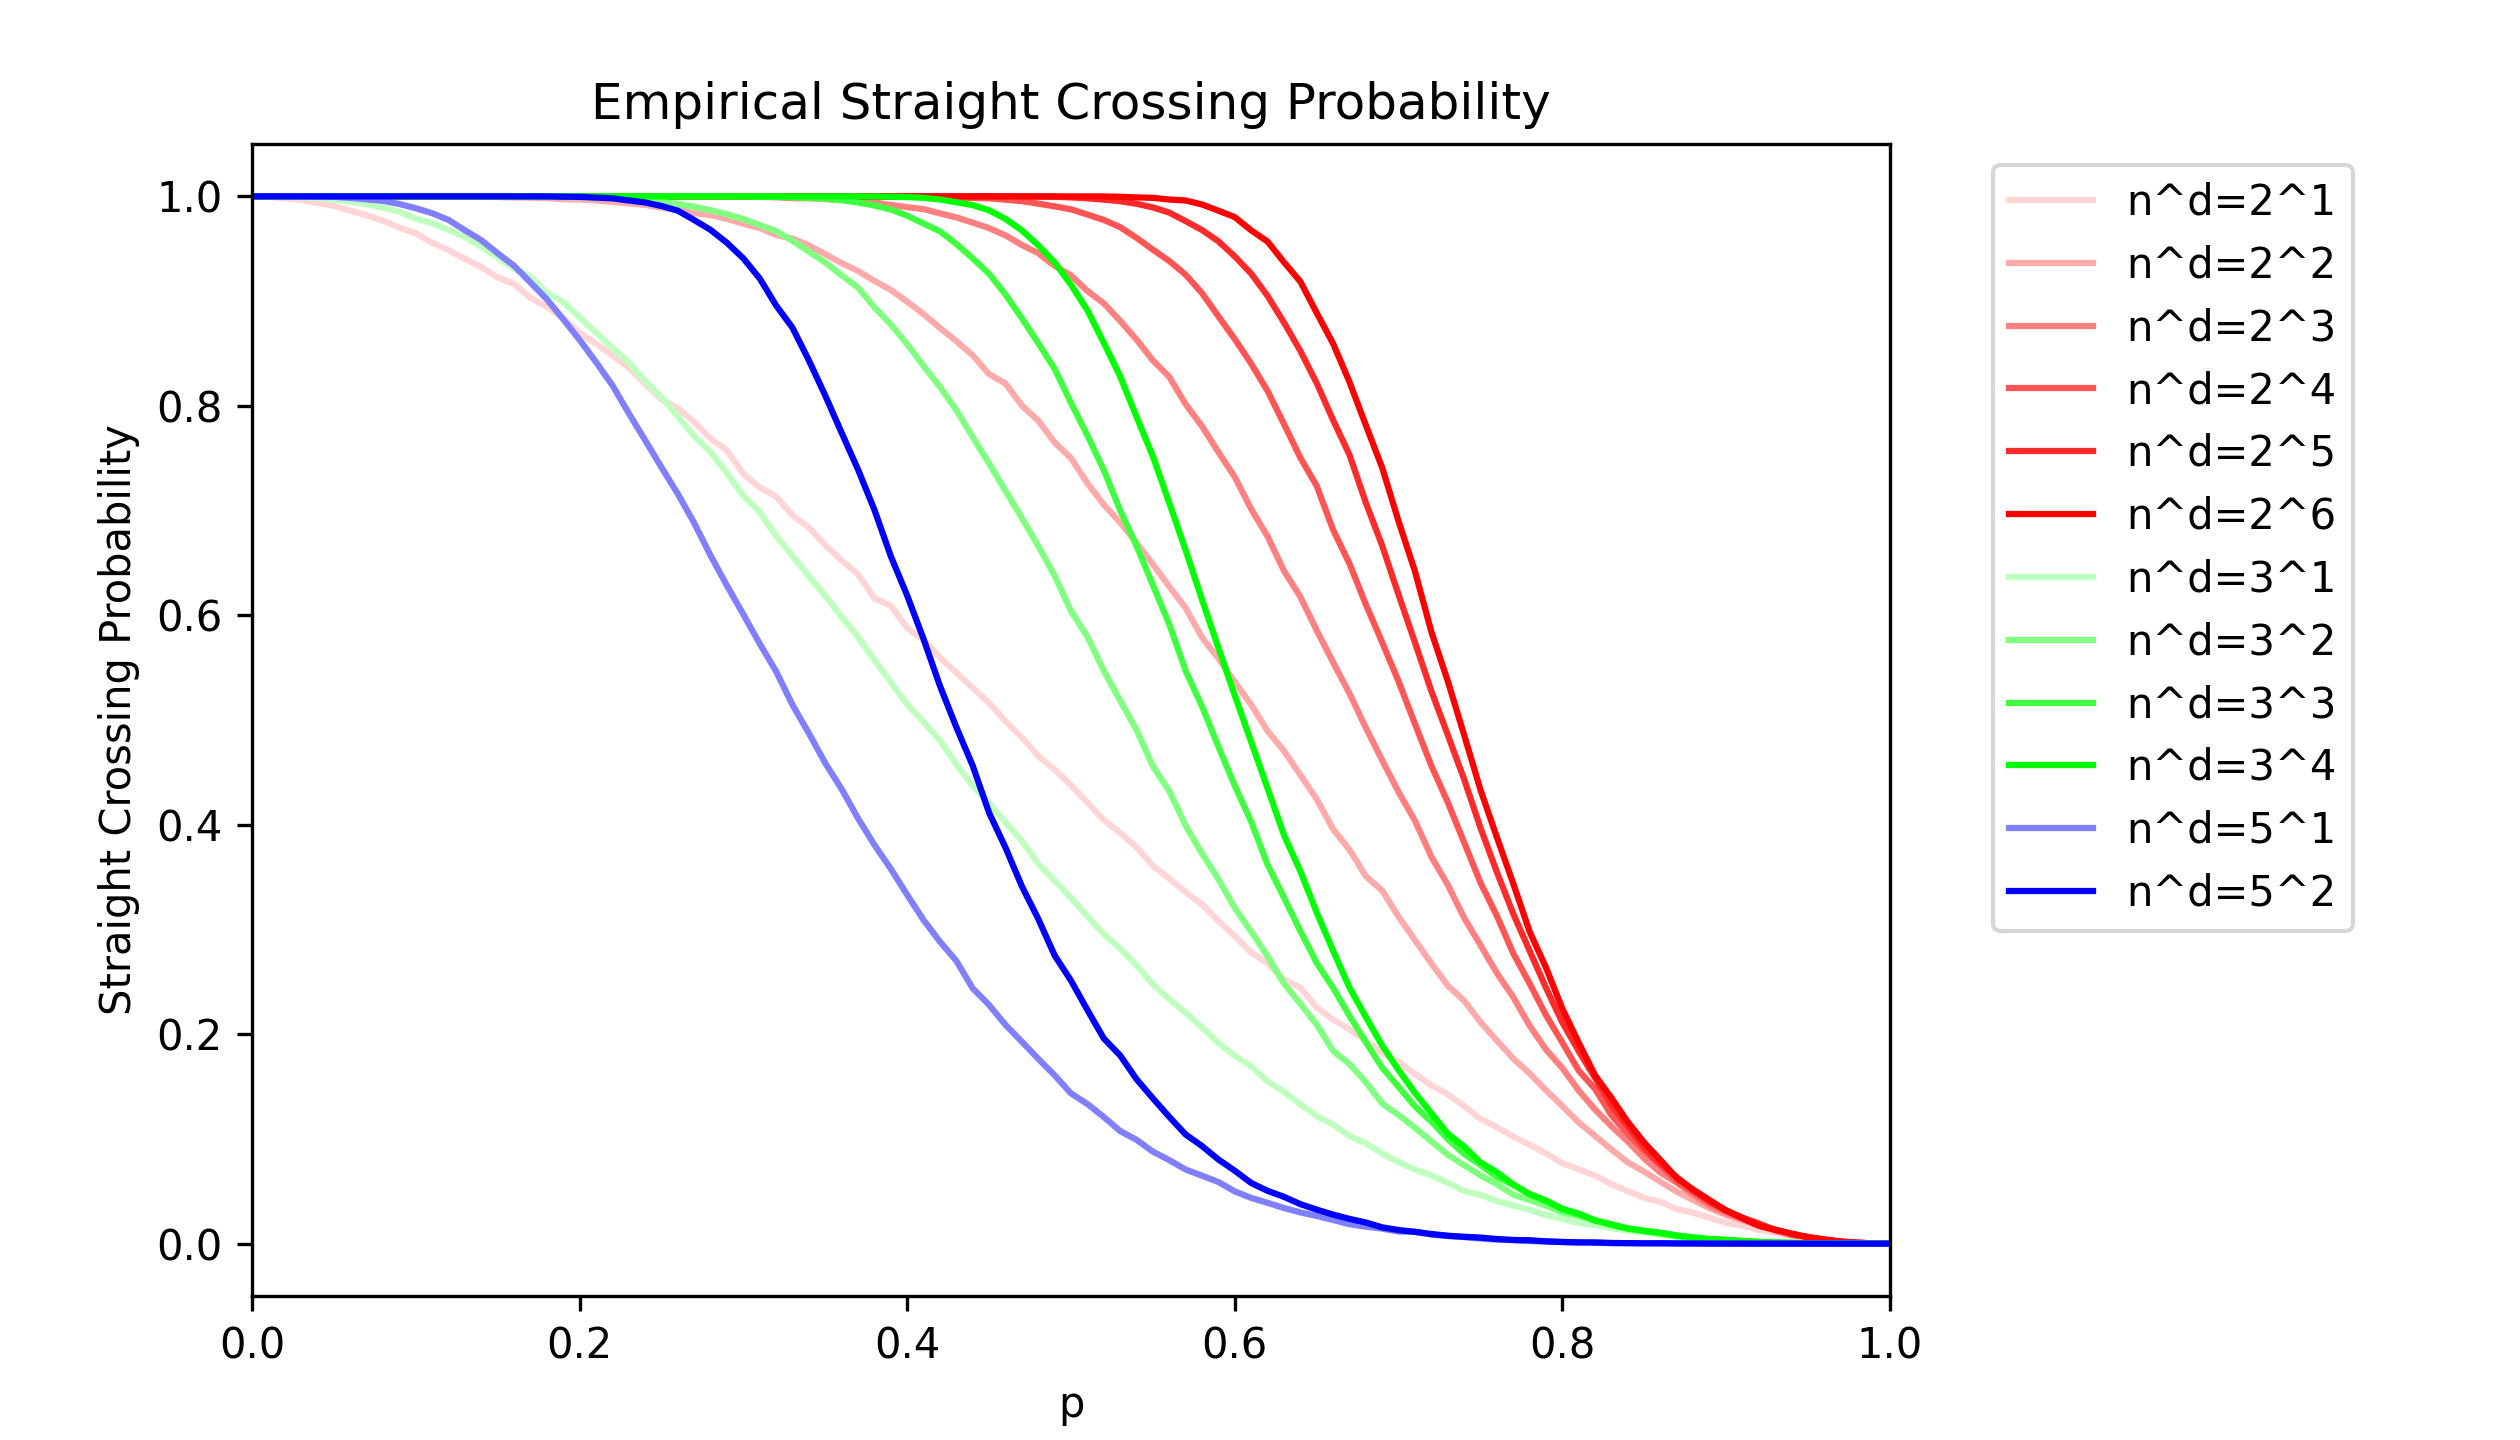 Empirical Straight Crossing Probability
Straight Crossing Probability
1.0
0.8
0.6
0.4
0.2
0.0
0.0 0.2 0.4 0.6 0.8 1.0
p
n^d=2^1
n^d=2^2
n^d=2^3
n^d=2^4
n^d=2^5
n^d=2^6
n^d=3^1
n^d=3^2
n^d=3^3
n^d=3^4
n^d=5^1
n^d=5^2